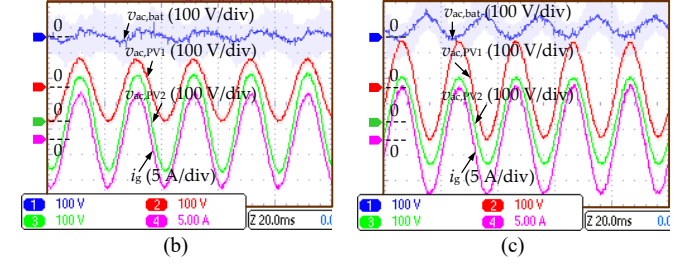 0
v_ac,bat (100 V/div)
v_ac,PV1 (100 V/div)
0
v_ac,PV2 (100 V/div)
0
0
i_g (5 A/div)
1 100 V 2 100 V
3 100 V 4 5.00 A
Z 20.0ms 0.0
(b)
0
v_ac,bat (100 V/div)
v_ac,PV1 (100 V/div)
0
v_ac,PV2 (100 V/div)
0
0
i_g (5 A/div)
1 100 V 2 100 V
3 100 V 4 5.00 A
Z 20.0ms 0.
(c)